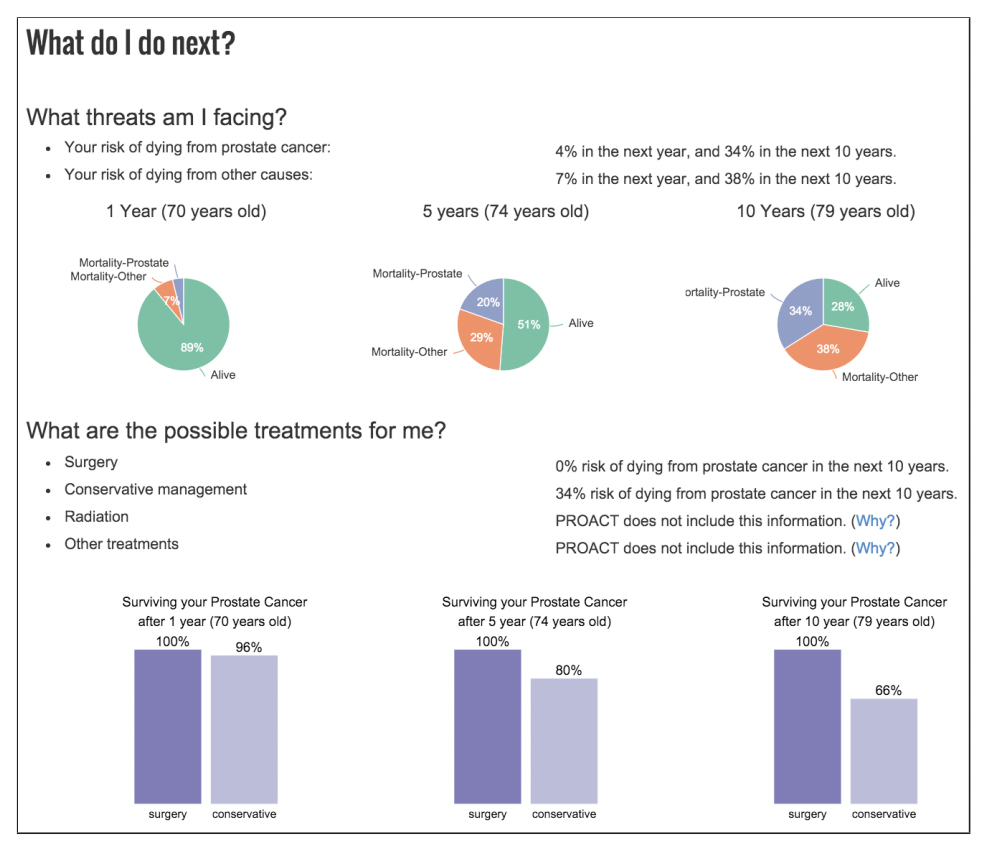 What do I do next?
What threats am I facing?
• Your risk of dying from prostate cancer: 4% in the next year, and 34% in the next 10 years.
• Your risk of dying from other causes: 7% in the next year, and 38% in the next 10 years.
1 Year (70 years old) 5 years (74 years old) 10 Years (79 years old)
Mortality-Prostate
Mortality-Other
7%
89%
Alive
Mortality-Prostate
20%
51%
Alive
29%
Mortality-Other
ortality-Prostate
Alive
34%
28%
38%
Mortality-Other
What are the possible treatments for me?
• Surgery 0% risk of dying from prostate cancer in the next 10 years.
• Conservative management 34% risk of dying from prostate cancer in the next 10 years.
• Radiation PROACT does not include this information. (Why?)
• Other treatments PROACT does not include this information. (Why?)
Surviving your Prostate Cancer
after 1 year (70 years old)
100%
96%
surgery conservative
Surviving your Prostate Cancer
after 5 year (74 years old)
100%
80%
surgery conservative
Surviving your Prostate Cancer
after 10 year (79 years old)
100%
66%
surgery conservative